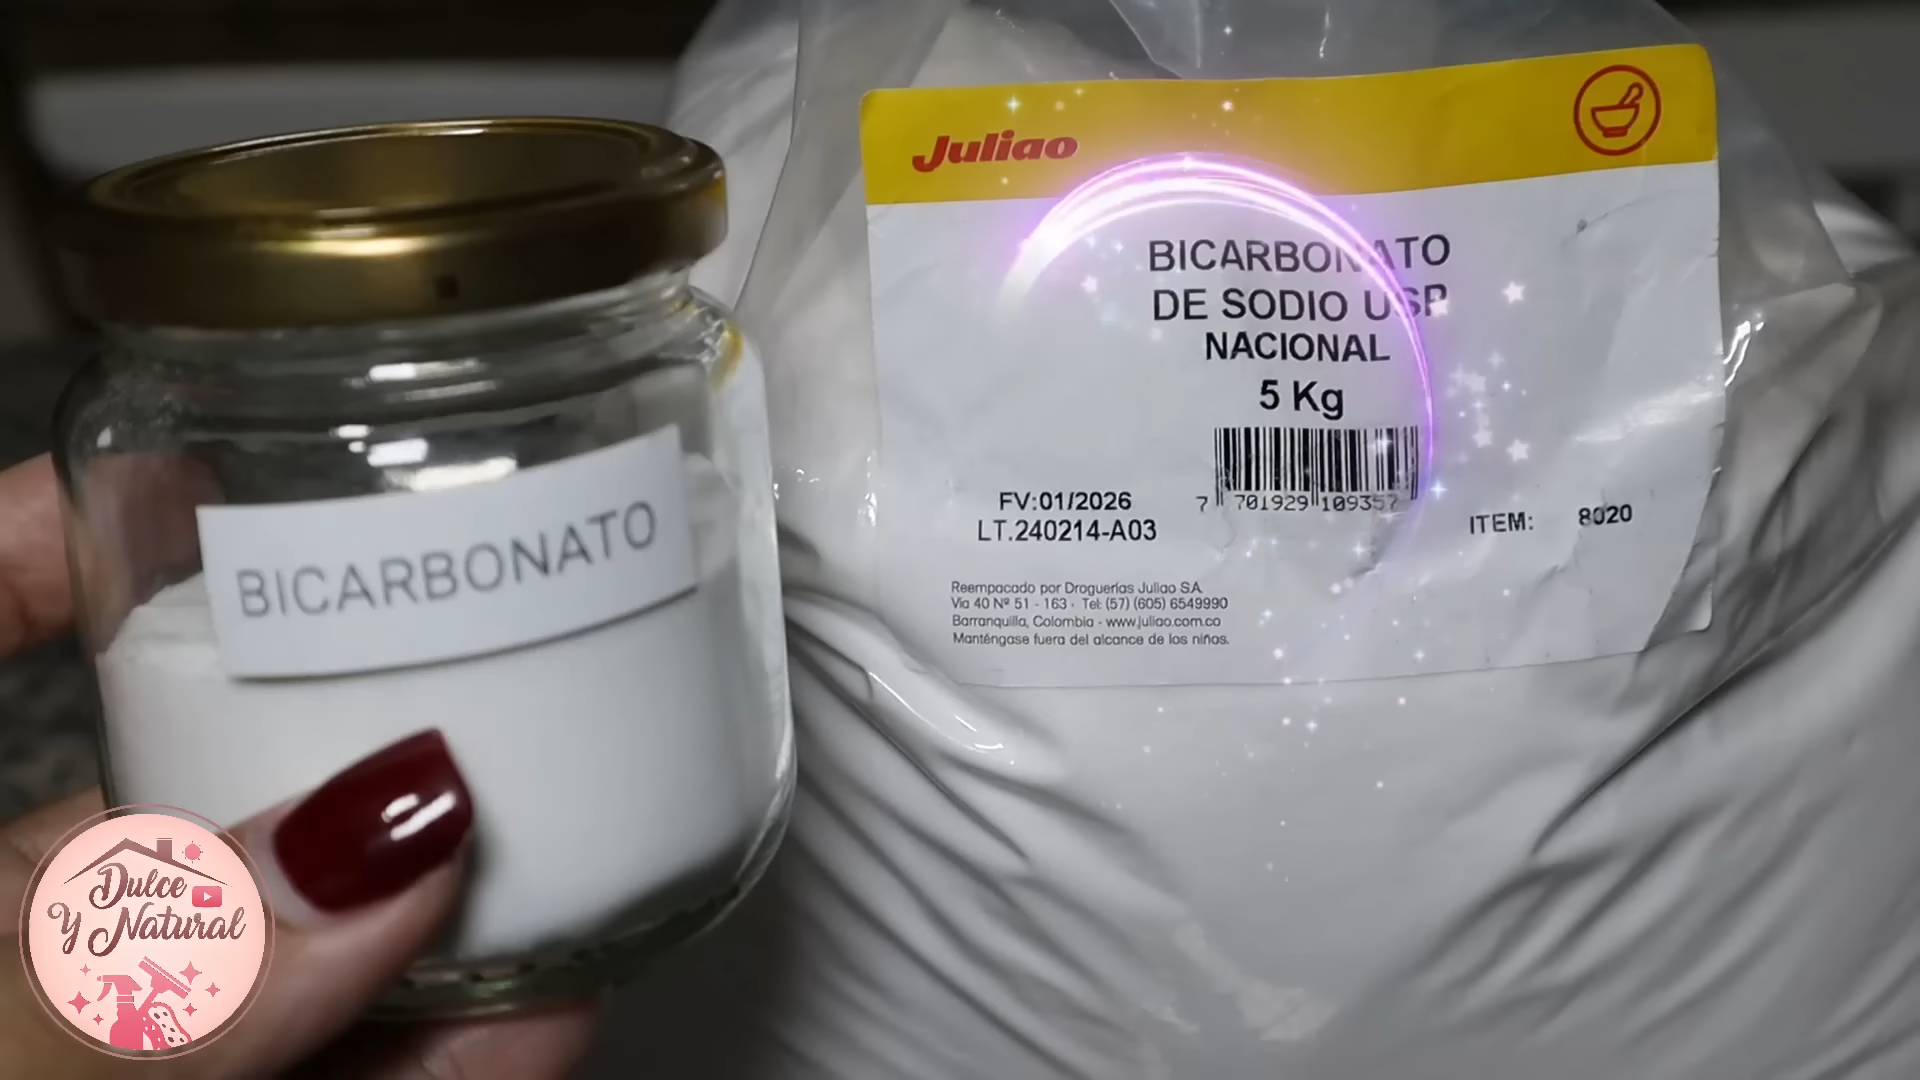 Juliao
BICARBONATO
DE SODIO USP
NACIONAL
5 Kg
7 701929 109357
FV:01/2026
LT.240214-A03
ITEM: 8020
Reempacado por Droguerías Juliao SA.
Via 40 Nº 51 - 163 - Tel: (57) (605) 6549990
Barranquilla, Colombia - www.juliao.com.co
Manténgase fuera del alcance de los niños.
BICARBONATO
Dulce
Y Natural